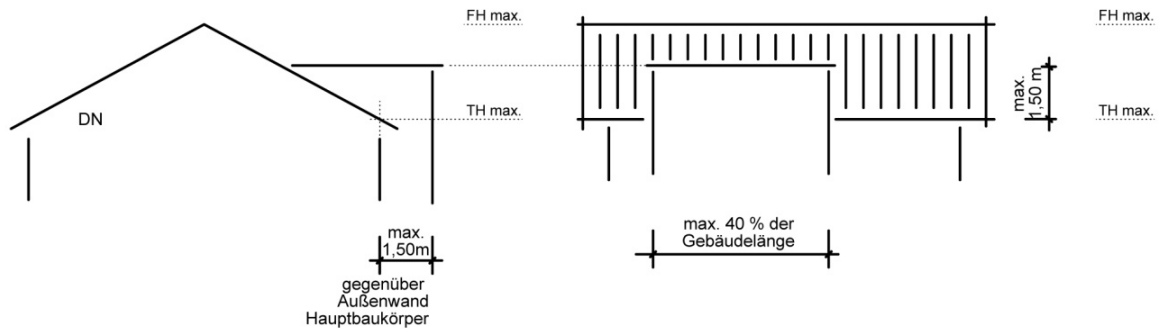 FH max.
DN
TH max.
max.
1,50m
gegenüber
Außenwand
Hauptbaukörper
max. 40 % der
Gebäudelänge
max.
1,50 m
FH max.
TH max.